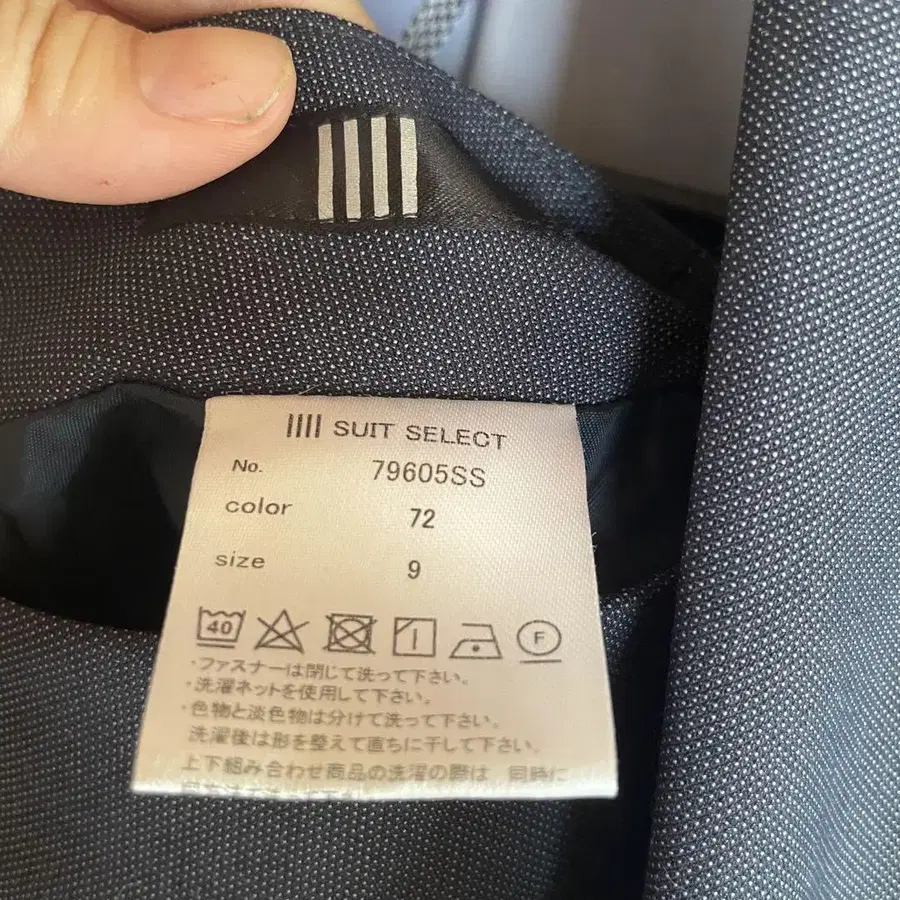 SUIT SELECT
No. 79605SS
color 72
size 9
40 F
・ファスナーは閉じて洗って下さい。
・洗濯ネットを使用して下さい。
・色物と淡色物は分けて洗って下さい。
洗濯後は形を整えて直ちに干して下さい。
上下組み合わせ商品の洗濯の際は 同時に